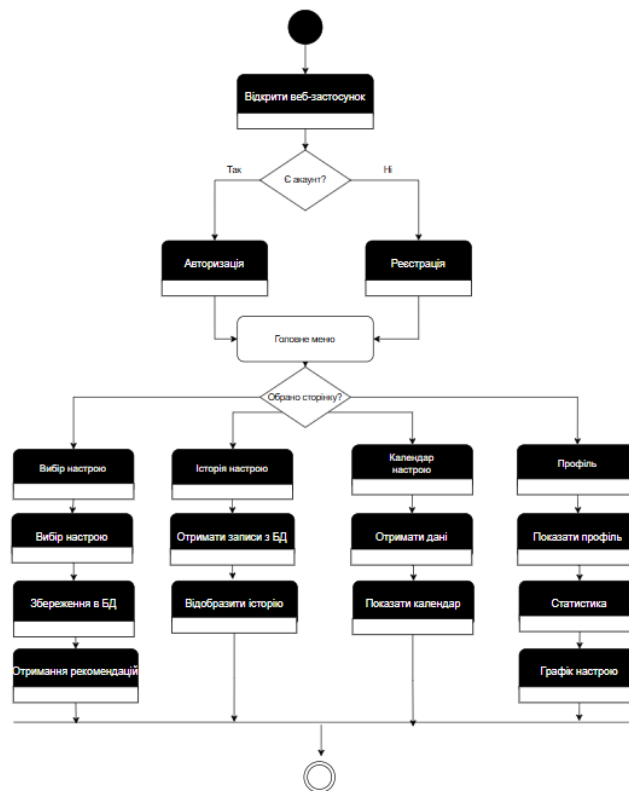 Відкрити веб-застосунок
Є акаунт?
Так
Ні
Авторизація
Реєстрація
Головне меню
Обрано сторінку?
Вибір настрою
Історія настрою
Календар
настрою
Профіль
Вибір настрою
Отримати записи з БД
Отримати дані
Показати профіль
Збереження в БД
Відобразити історію
Показати календар
Статистика
Отримання рекомендацій
Графік настрою